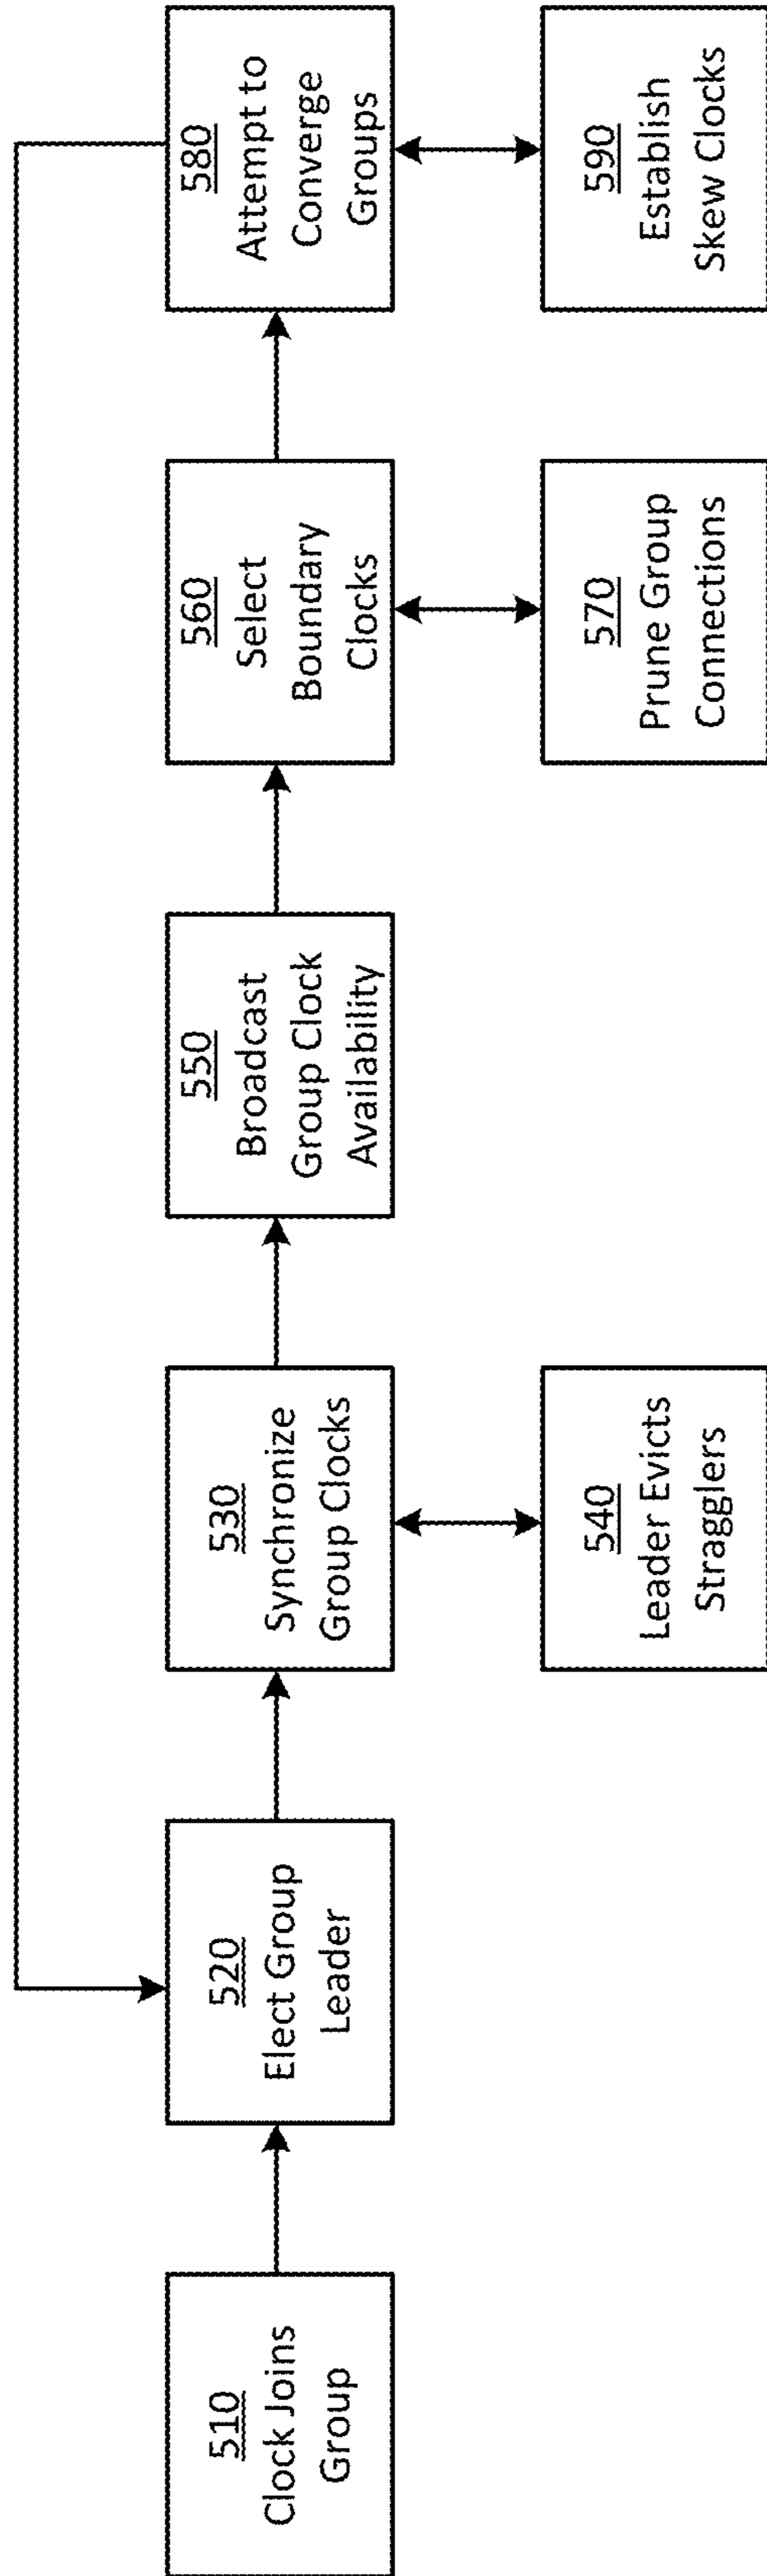 510
Clock Joins
Group
520
Elect Group
Leader
530
Synchronize
Group Clocks
540
Leader Evicts
Stragglers
550
Broadcast
Group Clock
Availability
560
Select
Boundary
Clocks
570
Prune Group
Connections
580
Attempt to
Converge
Groups
590
Establish
Skew Clocks